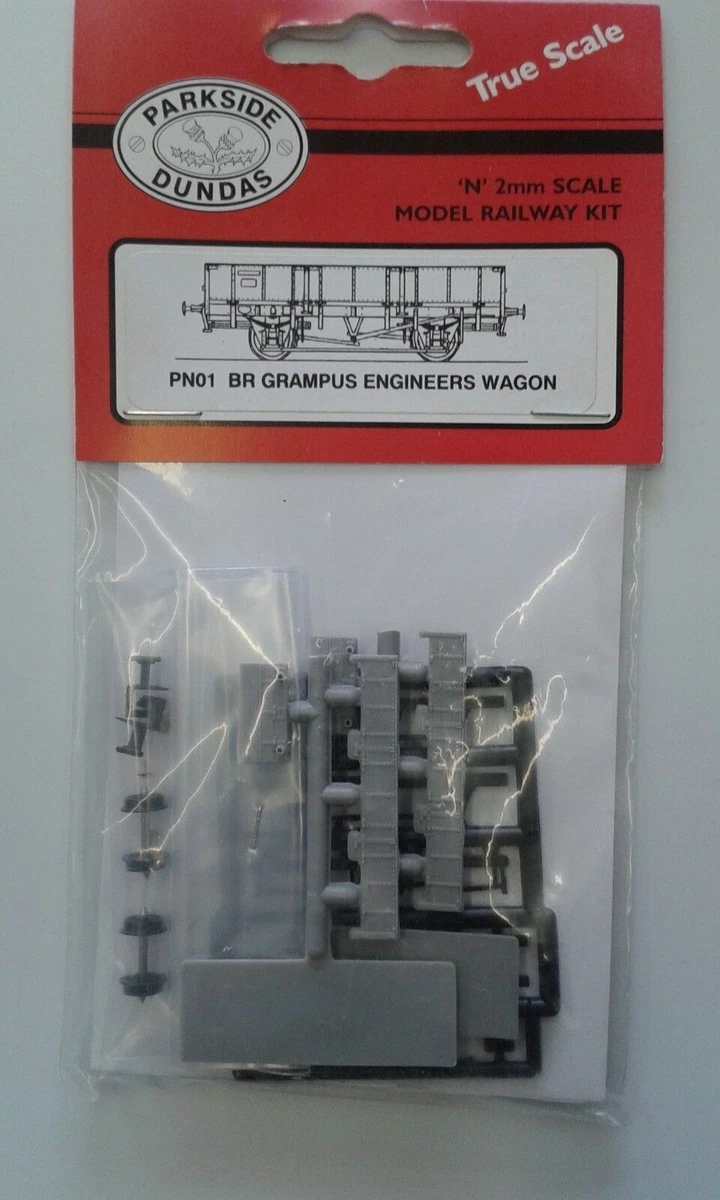 True Scale
PARKSIDE
DUNDAS
'N' 2mm SCALE
MODEL RAILWAY KIT
PN01 BR GRAMPUS ENGINEERS WAGON